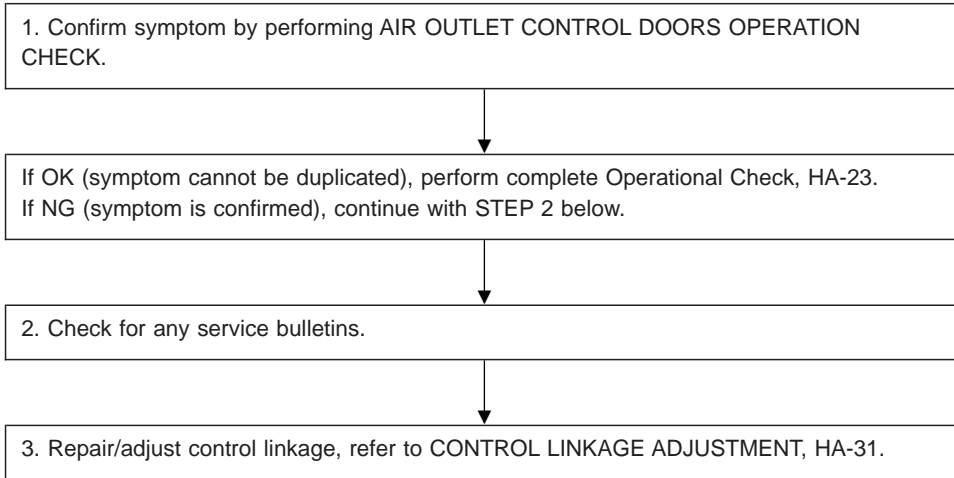 1. Confirm symptom by performing AIR OUTLET CONTROL DOORS OPERATION
CHECK.
If OK (symptom cannot be duplicated), perform complete Operational Check, HA-23.
If NG (symptom is confirmed), continue with STEP 2 below.
2. Check for any service bulletins.
3. Repair/adjust control linkage, refer to CONTROL LINKAGE ADJUSTMENT, HA-31.